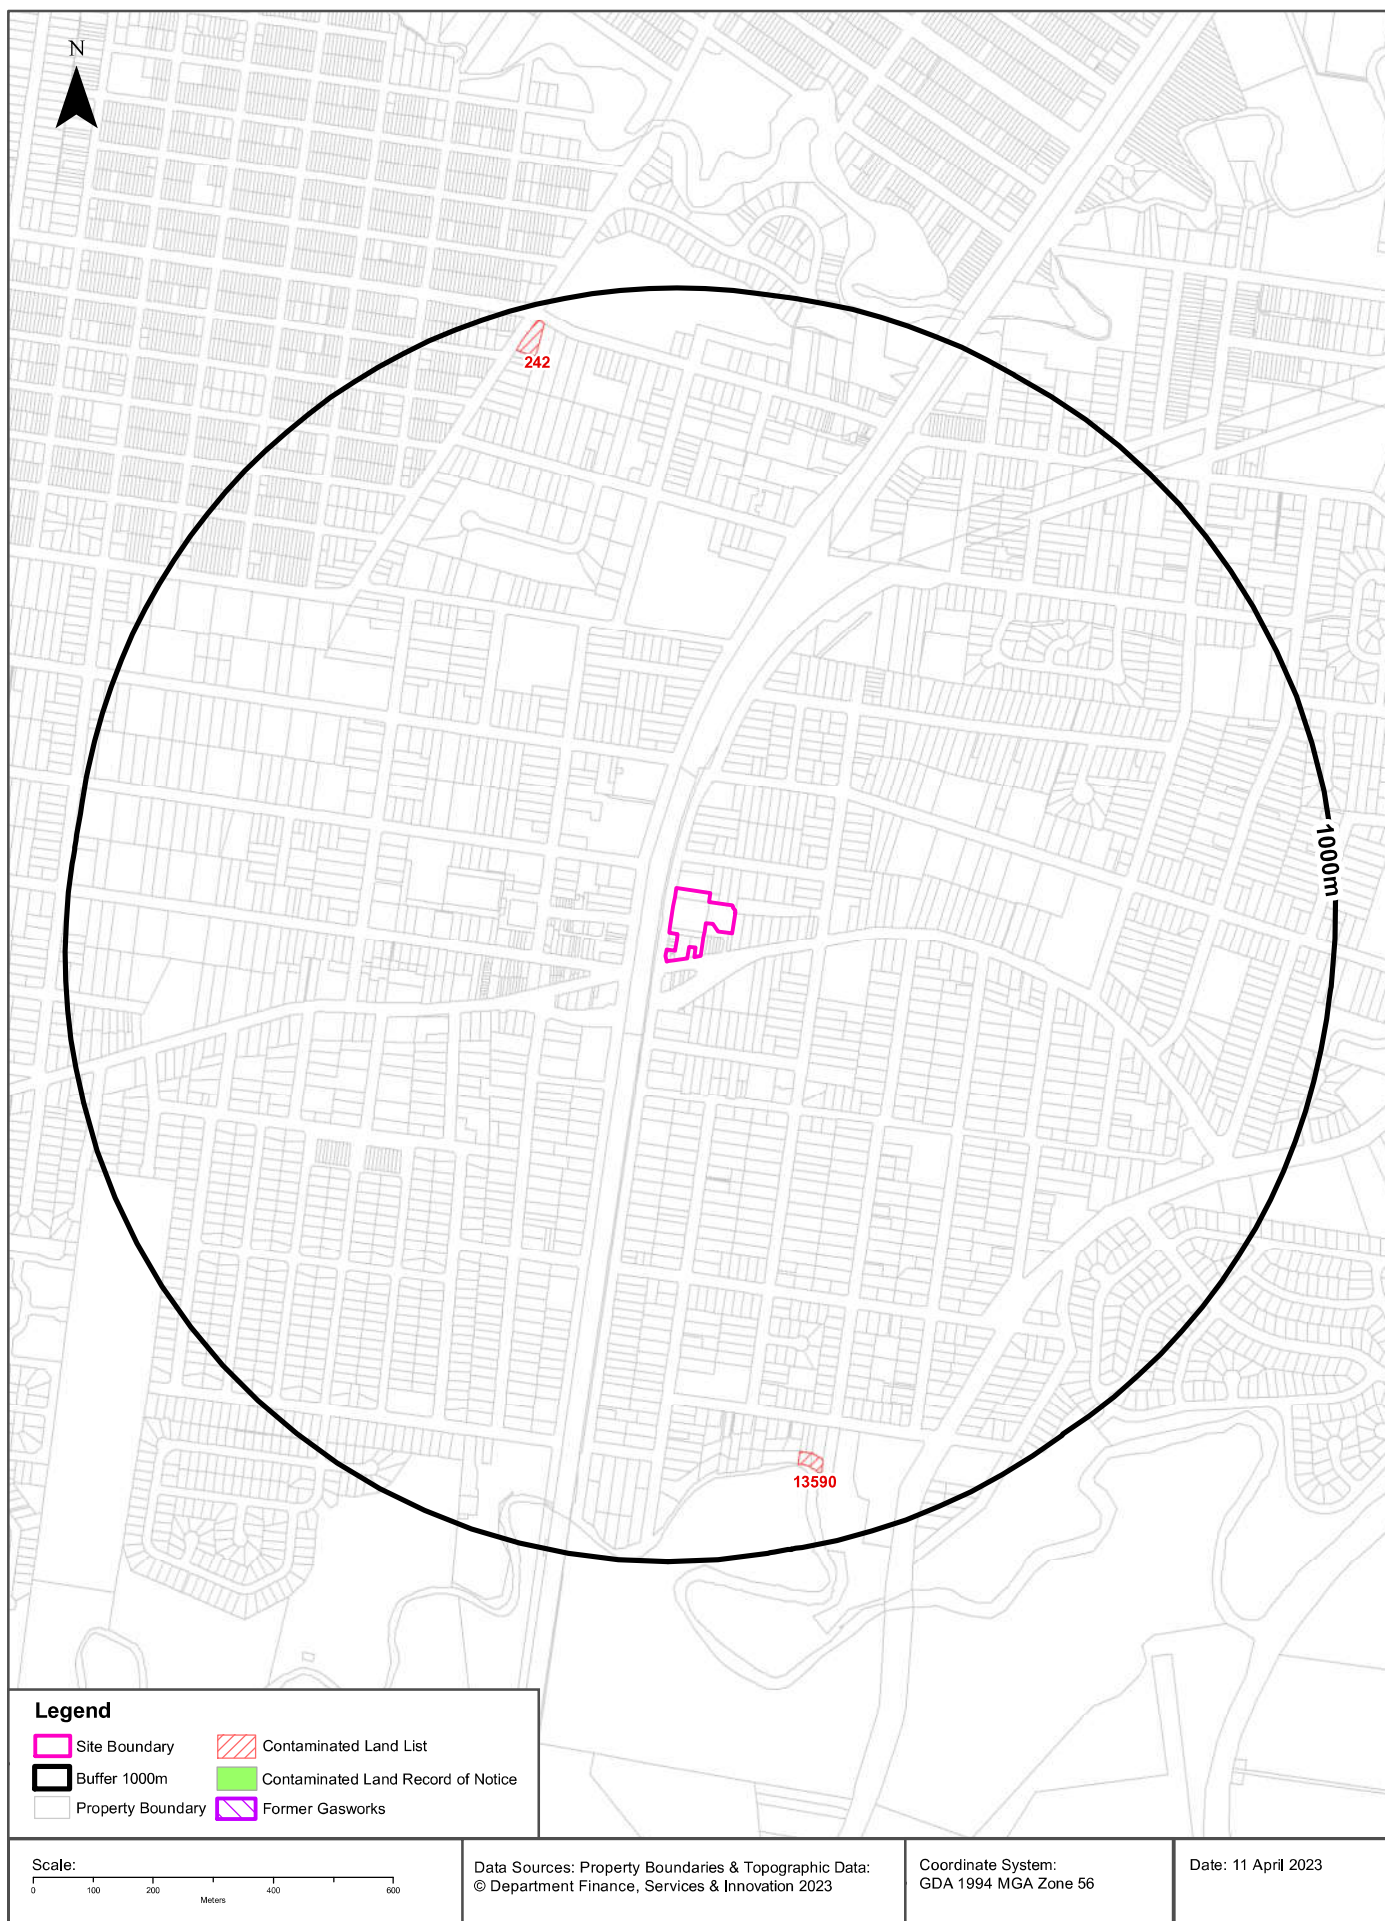 N
242
1000m
13590
Legend
Site Boundary
Contaminated Land List
Buffer 1000m
Contaminated Land Record of Notice
Property Boundary
Former Gasworks
Scale:
0 100 200 400 600
Meters
Data Sources: Property Boundaries & Topographic Data:
© Department Finance, Services & Innovation 2023
Coordinate System:
GDA 1994 MGA Zone 56
Date: 11 April 2023